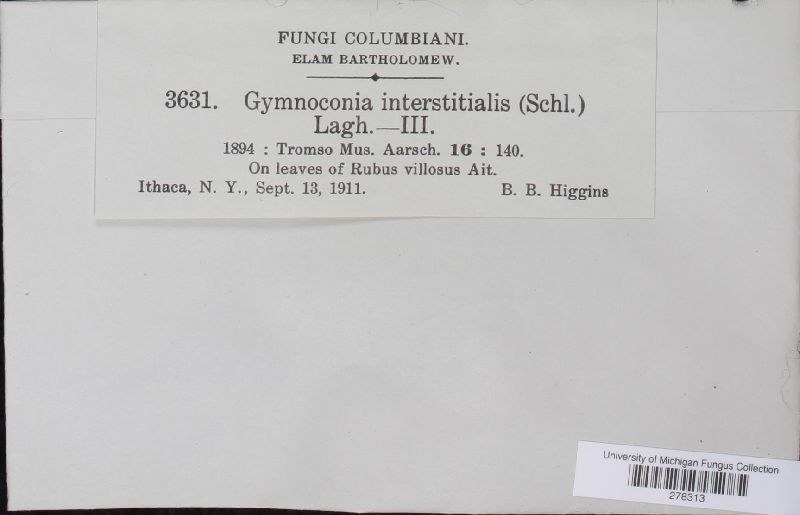 FUNGI COLUMBIANI.
ELAM BARTHOLOMEW.
3631. Gymnoconia interstitialis (Schl.)
Lagh.—III.
1894 : Tromso Mus. Aarsch. 16 : 140.
On leaves of Rubus villosus Ait.
Ithaca, N. Y., Sept. 13, 1911. B. B. Higgins
University of Michigan Fungus Collection
278313